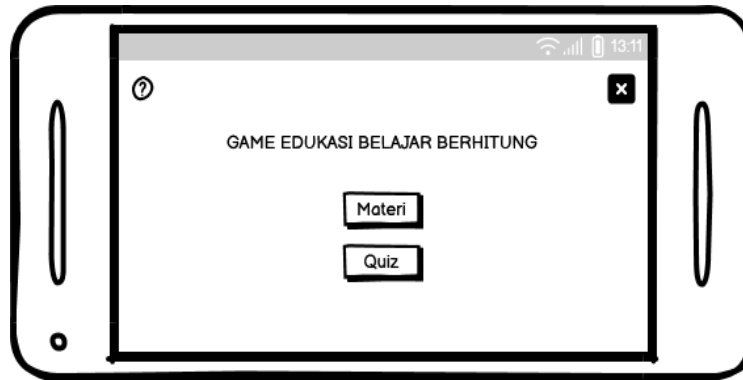 13:11
?
x
GAME EDUKASI BELAJAR BERHITUNG
Materi
Quiz